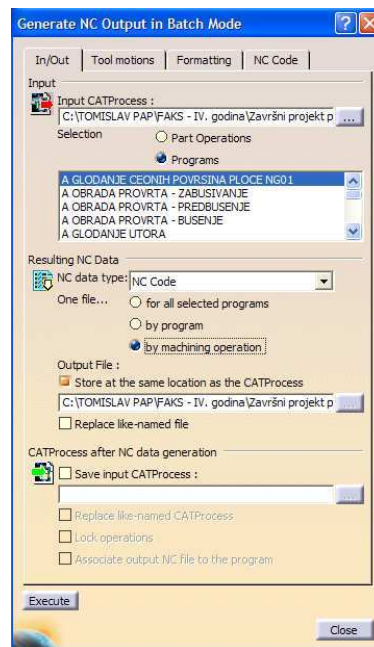 Generate NC Output in Batch Mode
In/Out Tool motions Formatting NC Code
Input
Input CATProcess :
C:\TOMISLAV PAP\FAKS - IV. godina\Završni projekt p ...
Selection Part Operations
Programs
A GLODANJE CEONIH POVRSINA PLOCE NG01
A OBRADA PROVRTA - ZABUSIVANJE
A OBRADA PROVRTA - PREDBUSENJE
A OBRADA PROVRTA - BUSENJE
A GLODANJE UTORA
Resulting NC Data
NC data type: NC Code
One file... for all selected programs
by program
by machining operation
Output File :
Store at the same location as the CATProcess
C:\TOMISLAV PAP\FAKS - IV. godina\Završni projekt p ...
Replace like-named file
CATProcess after NC data generation
Save input CATProcess :
...
Replace like-named CATProcess
Lock operations
Associate output NC file to the program
Execute
Close